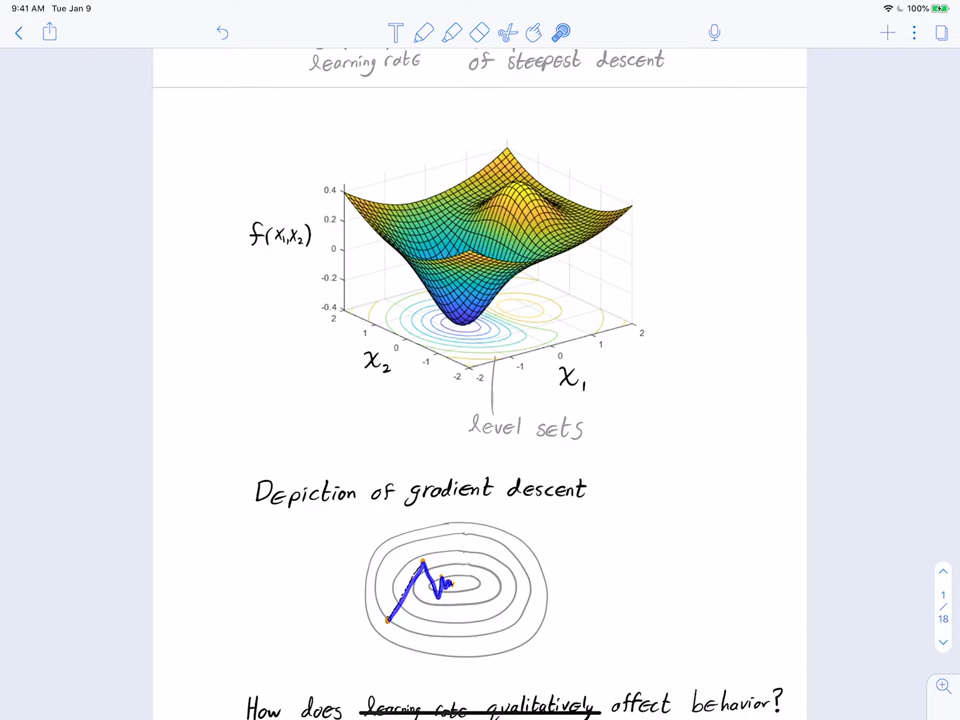 9:41 AM Tue Jan 9
100%
T
learning rate of steepest descent
f(x₁,x₂)
0.4
0.2
0
-0.2
-0.4
2
1
0
-1
-2
-2
-1
0
1
2
x₂
x₁
level sets
Depiction of gradient descent
1
/
18
How does learning rate qualitatively affect behavior?